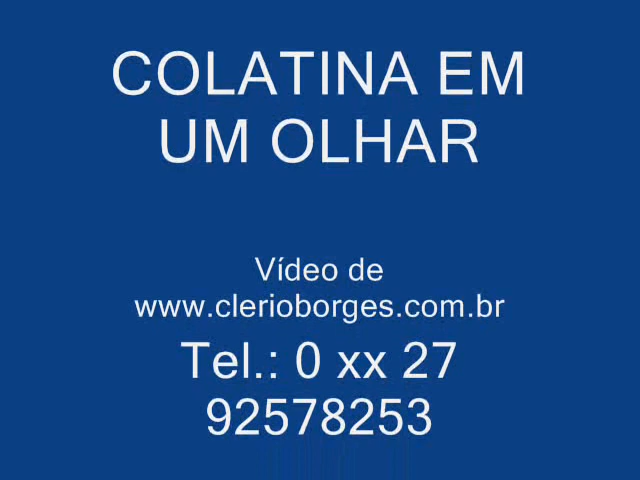 COLATINA EM
UM OLHAR
Vídeo de
www.clerioborges.com.br
Tel.: 0 xx 27
92578253